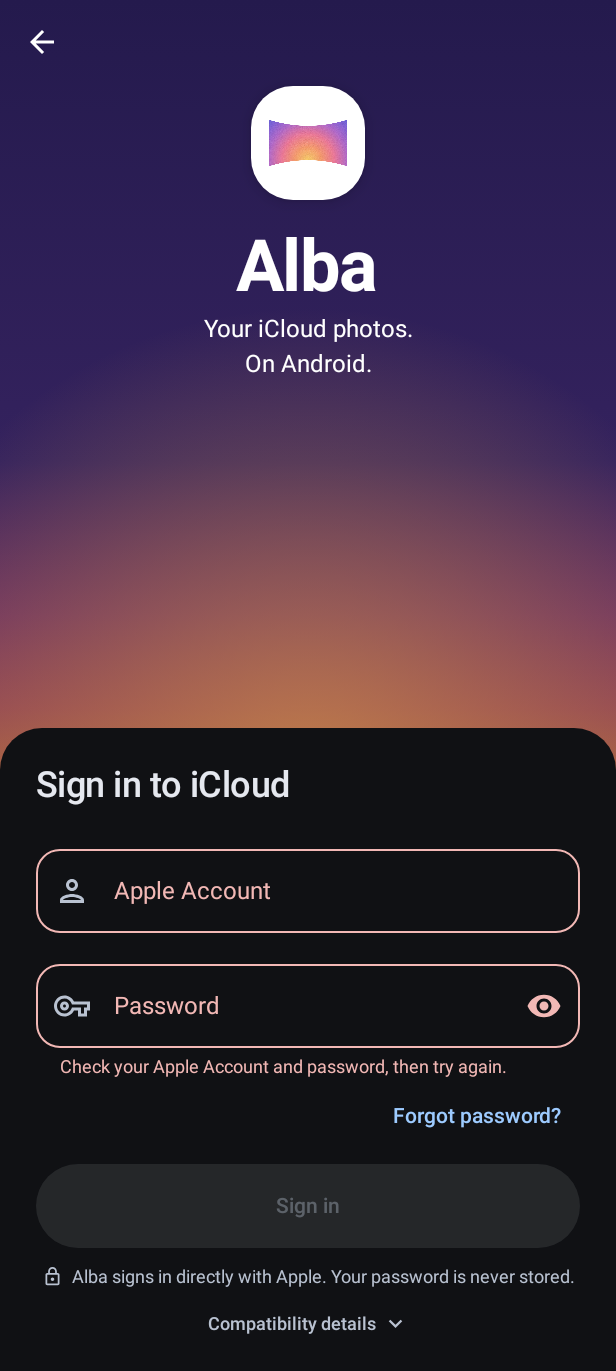 Alba
Your iCloud photos.
On Android.
Sign in to iCloud
Apple Account
Password
Check your Apple Account and password, then try again.
Forgot password?
Sign in
Alba signs in directly with Apple. Your password is never stored.
Compatibility details